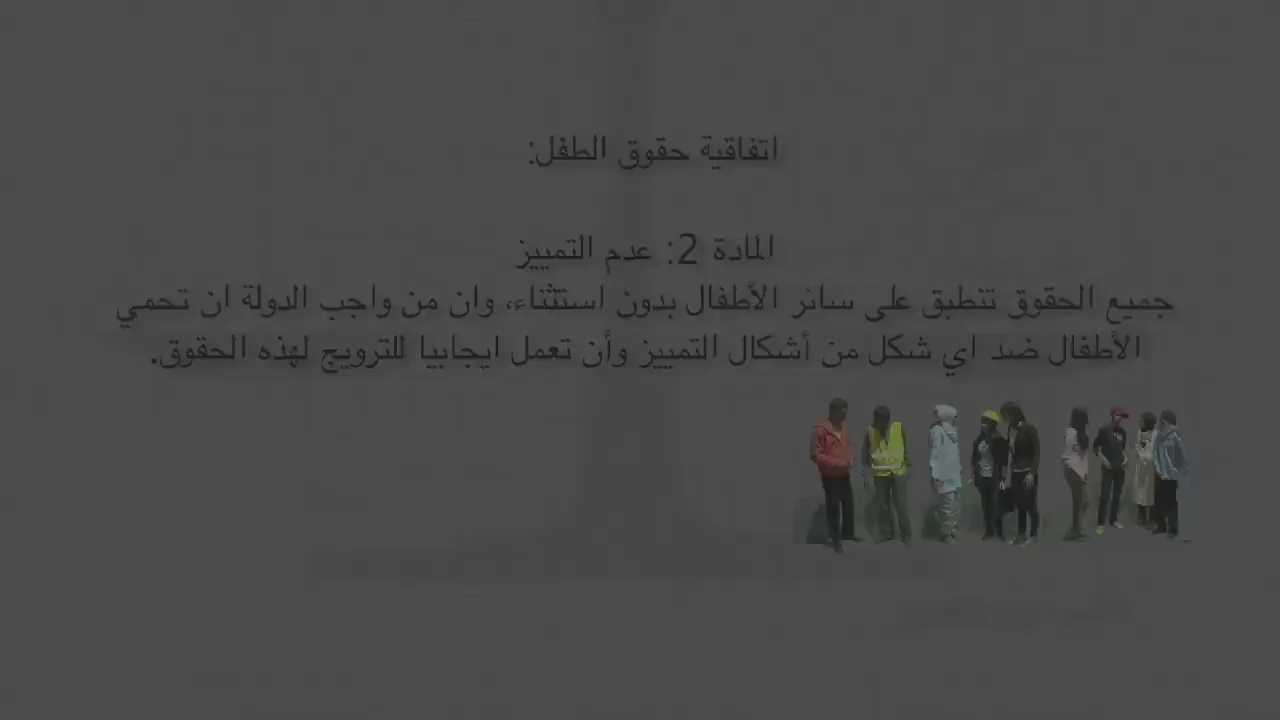 اتفاقية حقوق الطفل:
المادة 2: عدم التمييز
جميع الحقوق تنطبق على سائر الأطفال بدون استثناء، وان من واجب الدولة ان تحمي
الأطفال ضد اي شكل من أشكال التمييز وأن تعمل ايجابيا للترويج لهذه الحقوق.